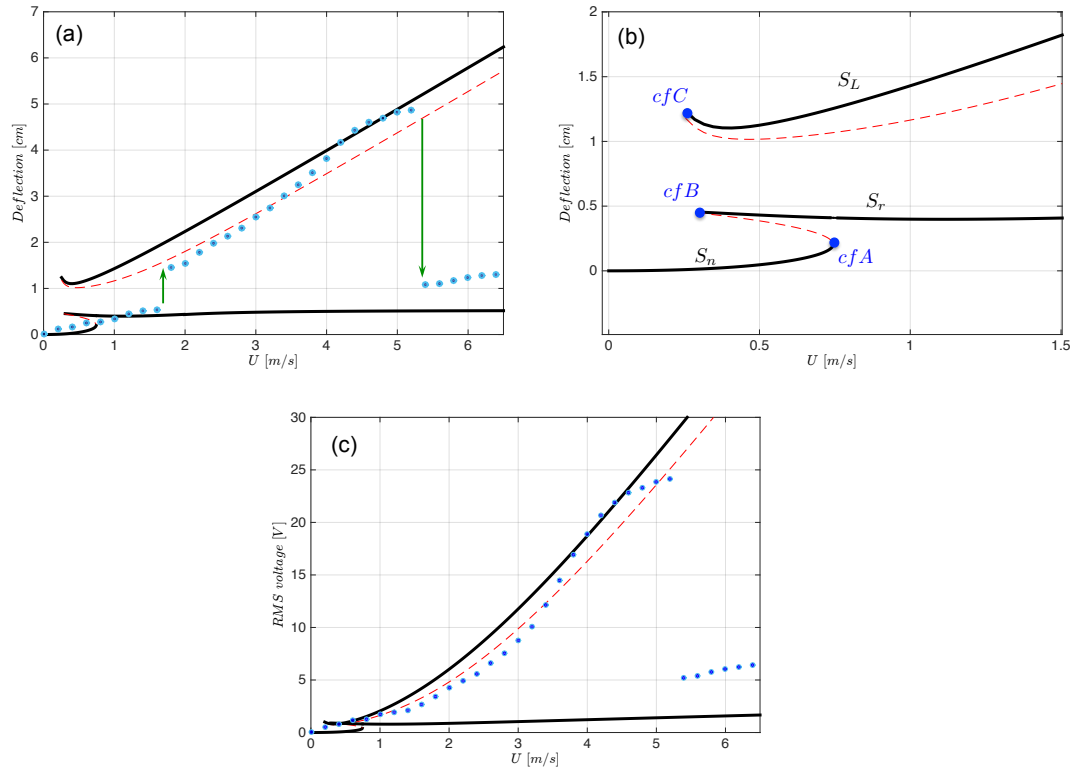 (a)
Deflection [cm]
7
6
5
4
3
2
1
0
0 1 2 3 4 5 6
U [m/s]
(b)
Deflection [cm]
2
1.5
1
0.5
0
0 0.5 1 1.5
U [m/s]
cfC
S_L
cfB
S_r
S_n
cfA
(c)
RMS voltage [V]
30
25
20
15
10
5
0
0 1 2 3 4 5 6
U [m/s]